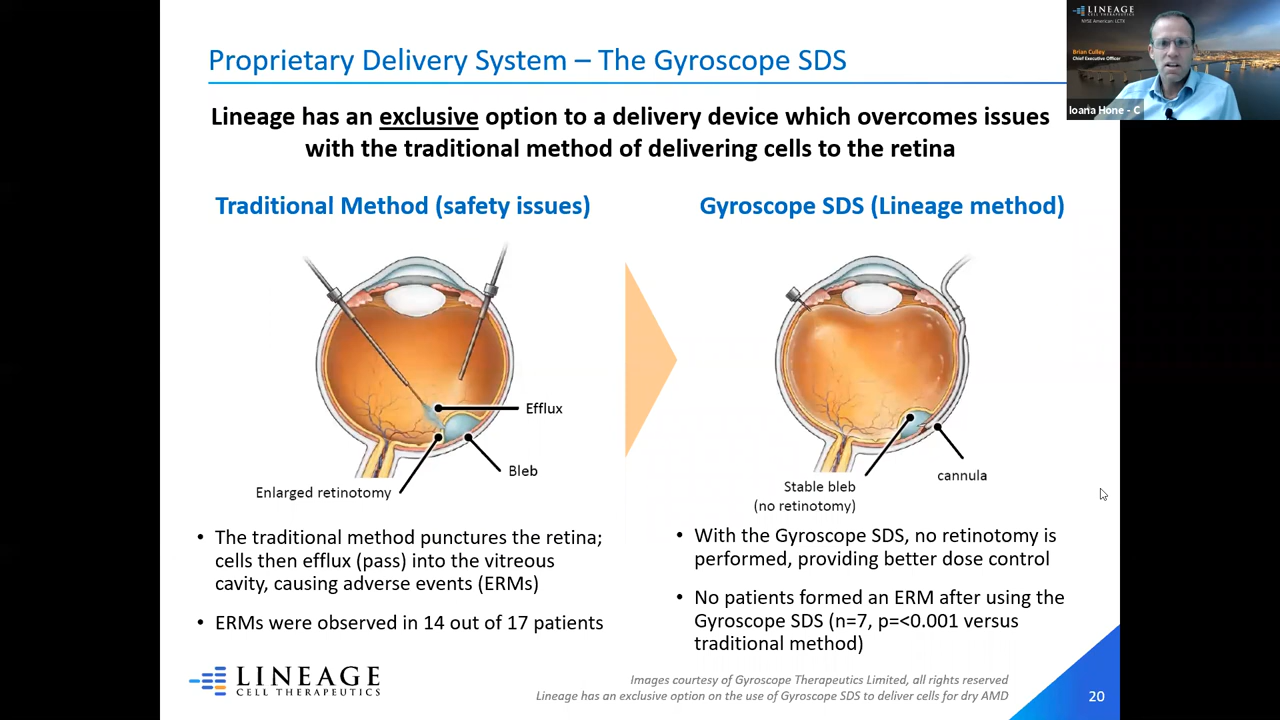 Proprietary Delivery System – The Gyroscope SDS
Lineage has an exclusive option to a delivery device which overcomes issues
with the traditional method of delivering cells to the retina
Traditional Method (safety issues)
Efflux
Bleb
Enlarged retinotomy
• The traditional method punctures the retina;
cells then efflux (pass) into the vitreous
cavity, causing adverse events (ERMs)
• ERMs were observed in 14 out of 17 patients
Gyroscope SDS (Lineage method)
cannula
Stable bleb
(no retinotomy)
• With the Gyroscope SDS, no retinotomy is
performed, providing better dose control
• No patients formed an ERM after using the
Gyroscope SDS (n=7, p=<0.001 versus
traditional method)
LINEAGE
CELL THERAPEUTICS
Images courtesy of Gyroscope Therapeutics Limited, all rights reserved
Lineage has an exclusive option on the use of Gyroscope SDS to deliver cells for dry AMD
20
LINEAGE
CELL THERAPEUTICS
NYSE American: LCTX
Brian Culley
Chief Executive Officer
Ioana Hone - C